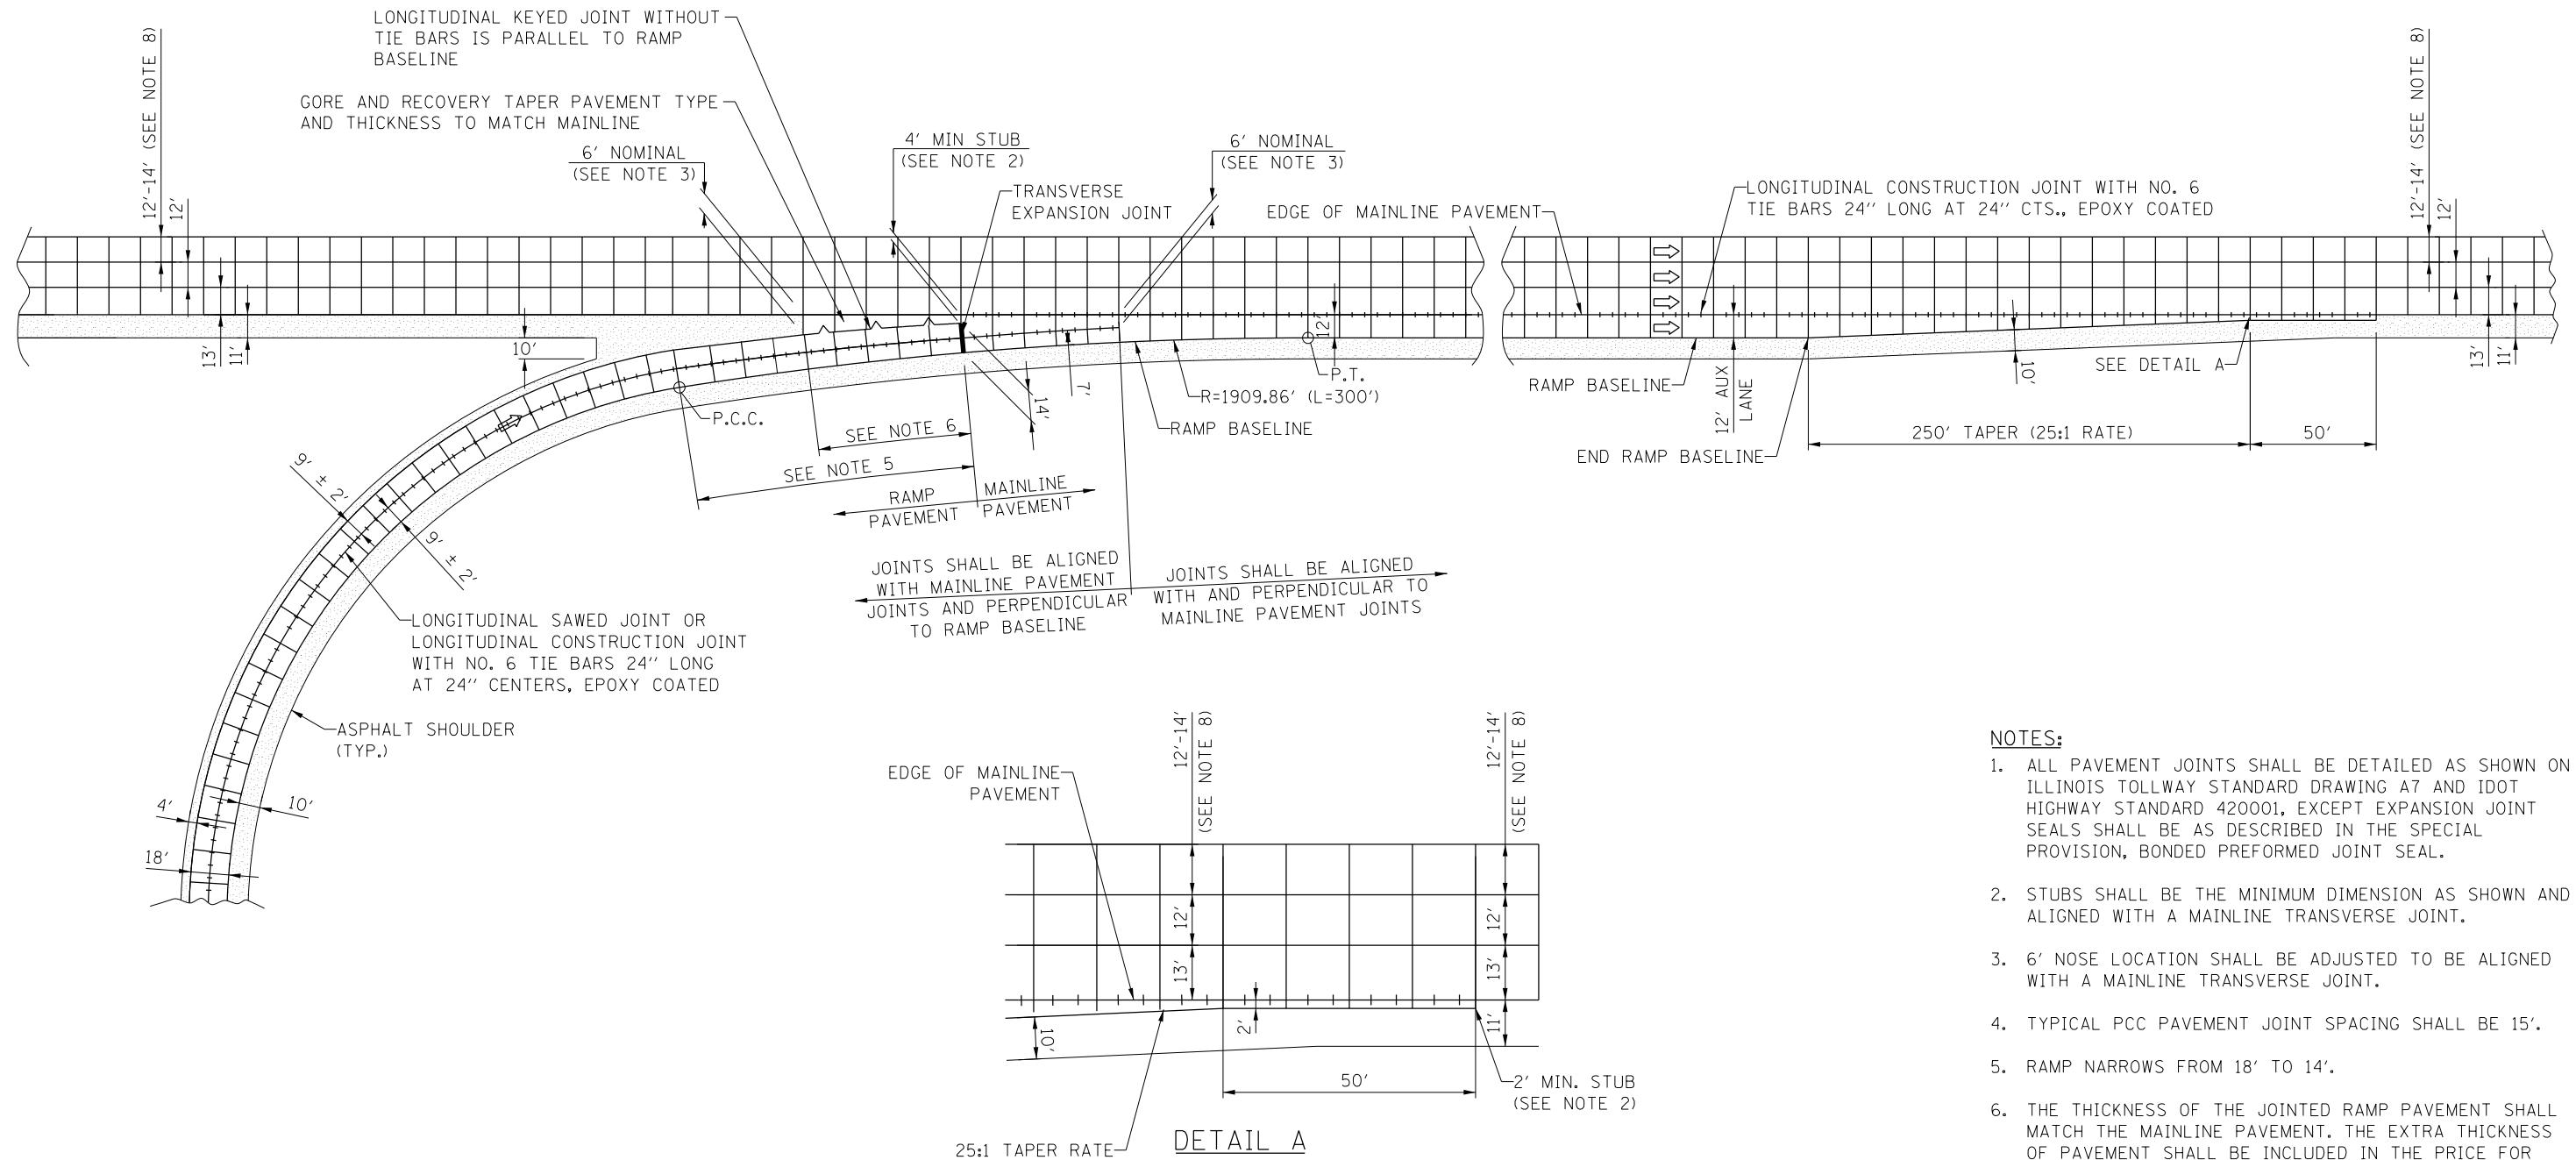 LONGITUDINAL KEYED JOINT WITHOUT
TIE BARS IS PARALLEL TO RAMP
BASELINE
GORE AND RECOVERY TAPER PAVEMENT TYPE
AND THICKNESS TO MATCH MAINLINE
6' NOMINAL
(SEE NOTE 3)
4' MIN STUB
(SEE NOTE 2)
TRANSVERSE
EXPANSION JOINT
6' NOMINAL
(SEE NOTE 3)
EDGE OF MAINLINE PAVEMENT
LONGITUDINAL CONSTRUCTION JOINT WITH NO. 6
TIE BARS 24" LONG AT 24" CTS., EPOXY COATED
12'-14' (SEE NOTE 8)
12'
13'
11'
10'
12'-14' (SEE NOTE 8)
12'
13'
11'
12'
P.T.
R=1909.86' (L=300')
RAMP BASELINE
7'
14'
P.C.C.
SEE NOTE 6
SEE NOTE 5
RAMP
PAVEMENT
MAINLINE
PAVEMENT
JOINTS SHALL BE ALIGNED
WITH MAINLINE PAVEMENT
JOINTS AND PERPENDICULAR
TO RAMP BASELINE
JOINTS SHALL BE ALIGNED
WITH AND PERPENDICULAR TO
MAINLINE PAVEMENT JOINTS
RAMP BASELINE
12' AUX
LANE
END RAMP BASELINE
10'
SEE DETAIL A
250' TAPER (25:1 RATE)
50'
9' ± 2'
9' ± 2'
LONGITUDINAL SAWED JOINT OR
LONGITUDINAL CONSTRUCTION JOINT
WITH NO. 6 TIE BARS 24" LONG
AT 24" CENTERS, EPOXY COATED
ASPHALT SHOULDER
(TYP.)
4'
10'
18'
EDGE OF MAINLINE
PAVEMENT
12'-14'
(SEE NOTE 8)
12'
13'
12'-14'
(SEE NOTE 8)
12'
13'
11'
10'
2'
50'
2' MIN. STUB
(SEE NOTE 2)
25:1 TAPER RATE
DETAIL A
NOTES:
1. ALL PAVEMENT JOINTS SHALL BE DETAILED AS SHOWN ON
ILLINOIS TOLLWAY STANDARD DRAWING A7 AND IDOT
HIGHWAY STANDARD 420001, EXCEPT EXPANSION JOINT
SEALS SHALL BE AS DESCRIBED IN THE SPECIAL
PROVISION, BONDED PREFORMED JOINT SEAL.
2. STUBS SHALL BE THE MINIMUM DIMENSION AS SHOWN AND
ALIGNED WITH A MAINLINE TRANSVERSE JOINT.
3. 6' NOSE LOCATION SHALL BE ADJUSTED TO BE ALIGNED
WITH A MAINLINE TRANSVERSE JOINT.
4. TYPICAL PCC PAVEMENT JOINT SPACING SHALL BE 15'.
5. RAMP NARROWS FROM 18' TO 14'.
6. THE THICKNESS OF THE JOINTED RAMP PAVEMENT SHALL
MATCH THE MAINLINE PAVEMENT. THE EXTRA THICKNESS
OF PAVEMENT SHALL BE INCLUDED IN THE PRICE FOR